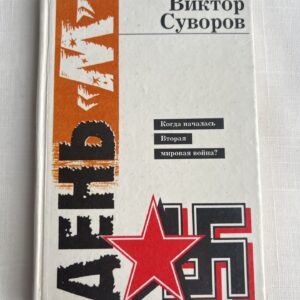 Виктор
Суворов
ДЕНЬ «М»
Когда началась
Вторая
мировая война?